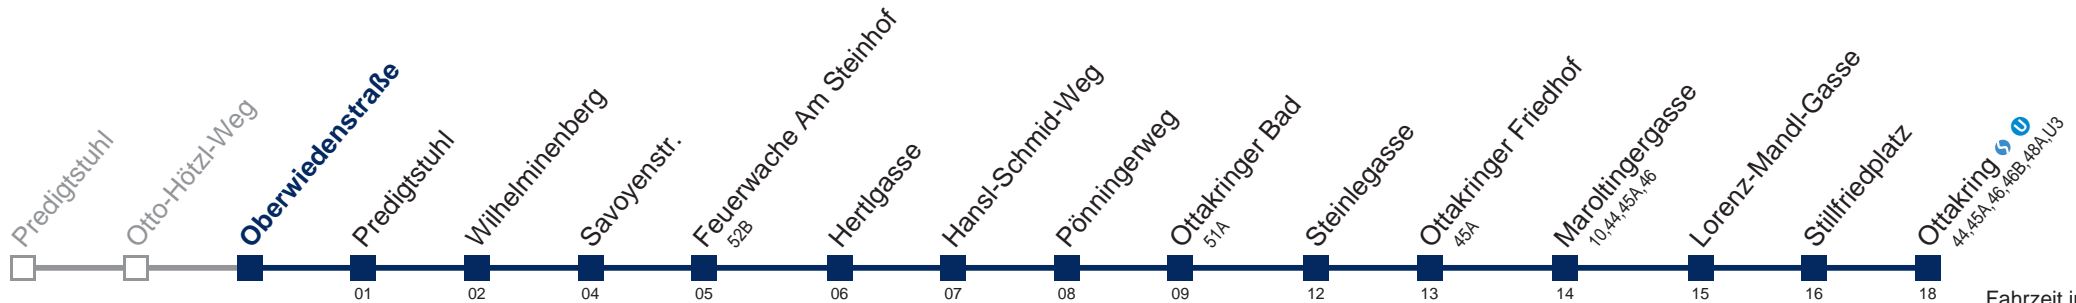 Predigtstuhl
Otto-Hötzl-Weg
Oberwiedenstraße
Predigtstuhl
01
Wilhelminenberg
02
Savoyenstr.
04
Feuerwache Am Steinhof
52B
05
Hertlgasse
06
Hansl-Schmid-Weg
07
Pönningerweg
08
Ottakringer Bad
51A
09
Steinlegasse
12
Ottakringer Friedhof
45A
13
Maroltingergasse
10,44,45A,46
14
Lorenz-Mandl-Gasse
15
Stillfriedplatz
16
Ottakring S U
44,45A,46,46B,48A,U3
18
Fahrzeit